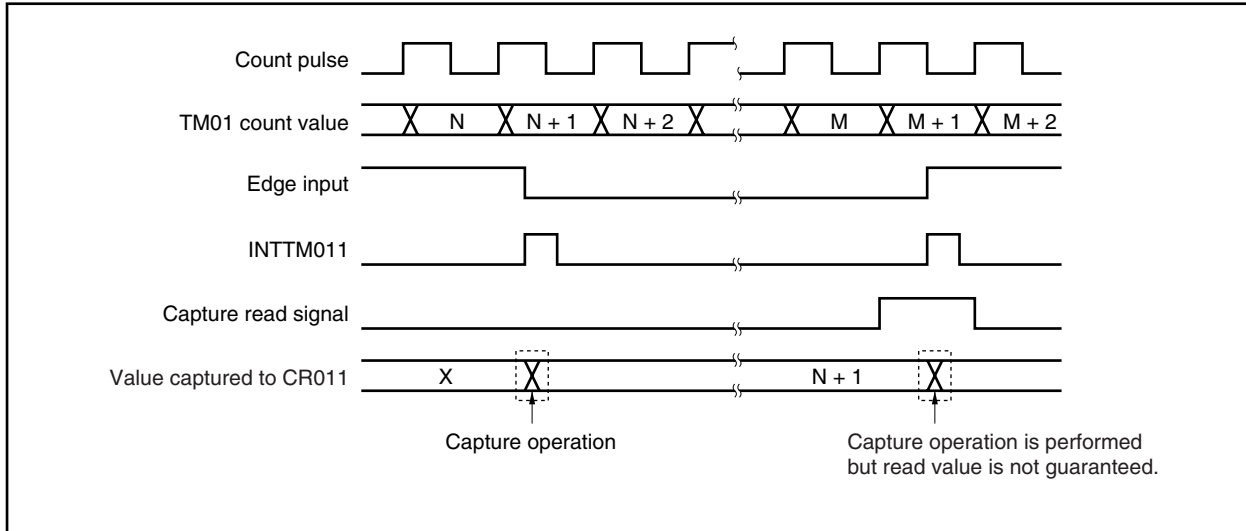 Count pulse
TM01 count value
N
N + 1
N + 2
M
M + 1
M + 2
Edge input
INTTM011
Capture read signal
Value captured to CR011
X
N + 1
Capture operation
Capture operation is performed
but read value is not guaranteed.